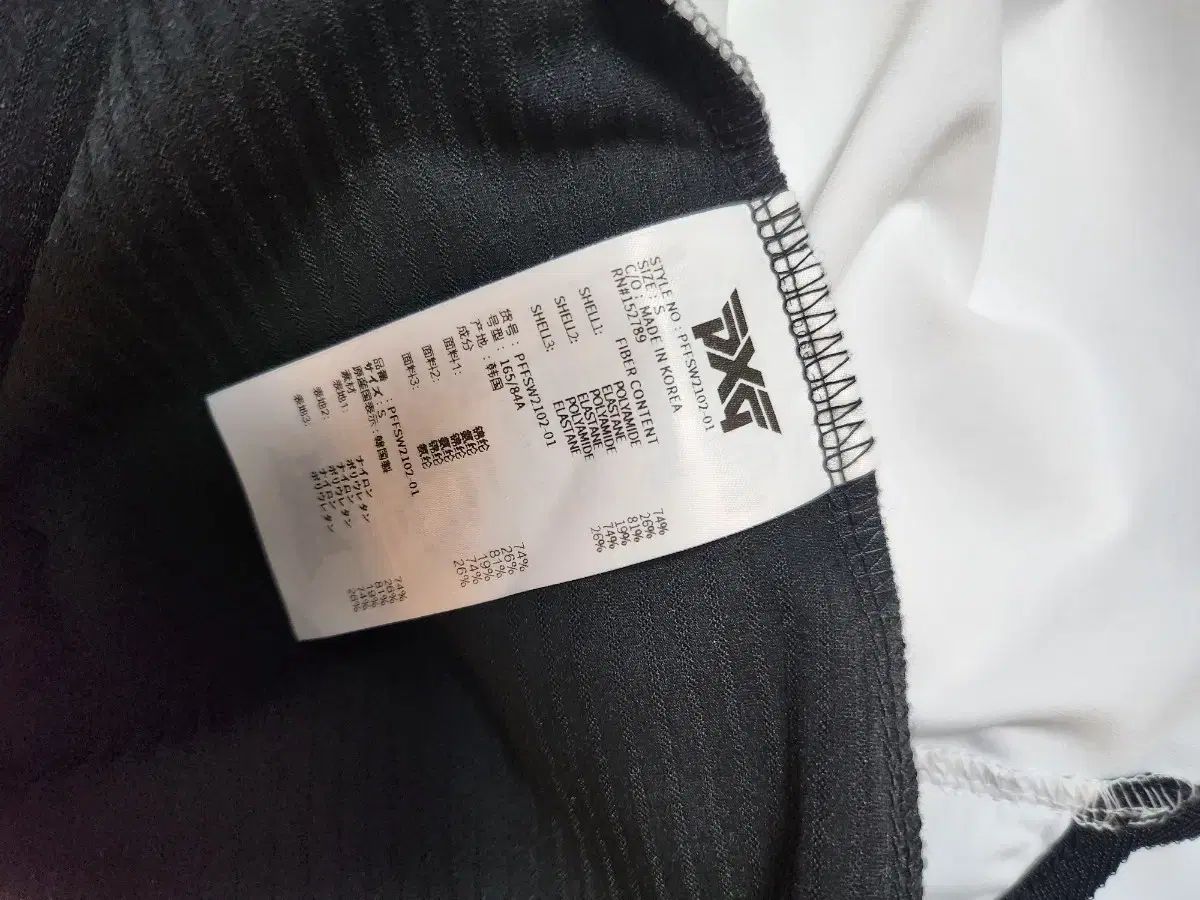 PXG
STYLE NO : PFFSW2102-01
SIZE : S
C/O : MADE IN KOREA
RN#152789
FIBER CONTENT
SHELL1: POLYAMIDE 74%
ELASTANE 26%
SHELL2: POLYAMIDE 81%
ELASTANE 19%
SHELL3: POLYAMIDE 74%
ELASTANE 26%
货号 : PFFSW2102-01
号型 : 165/84A
产地 : 韩国
成分
面料1: 锦纶 74%
氨纶 26%
面料2: 锦纶 81%
氨纶 19%
面料3: 锦纶 74%
氨纶 26%
品番 : PFFSW2102-01
サイズ : S
原産国表示 : 韓国製
素材
表地1: ナイロン 74%
ポリウレタン 26%
表地2: ナイロン 81%
ポリウレタン 19%
表地3: ナイロン 74%
ポリウレタン 26%